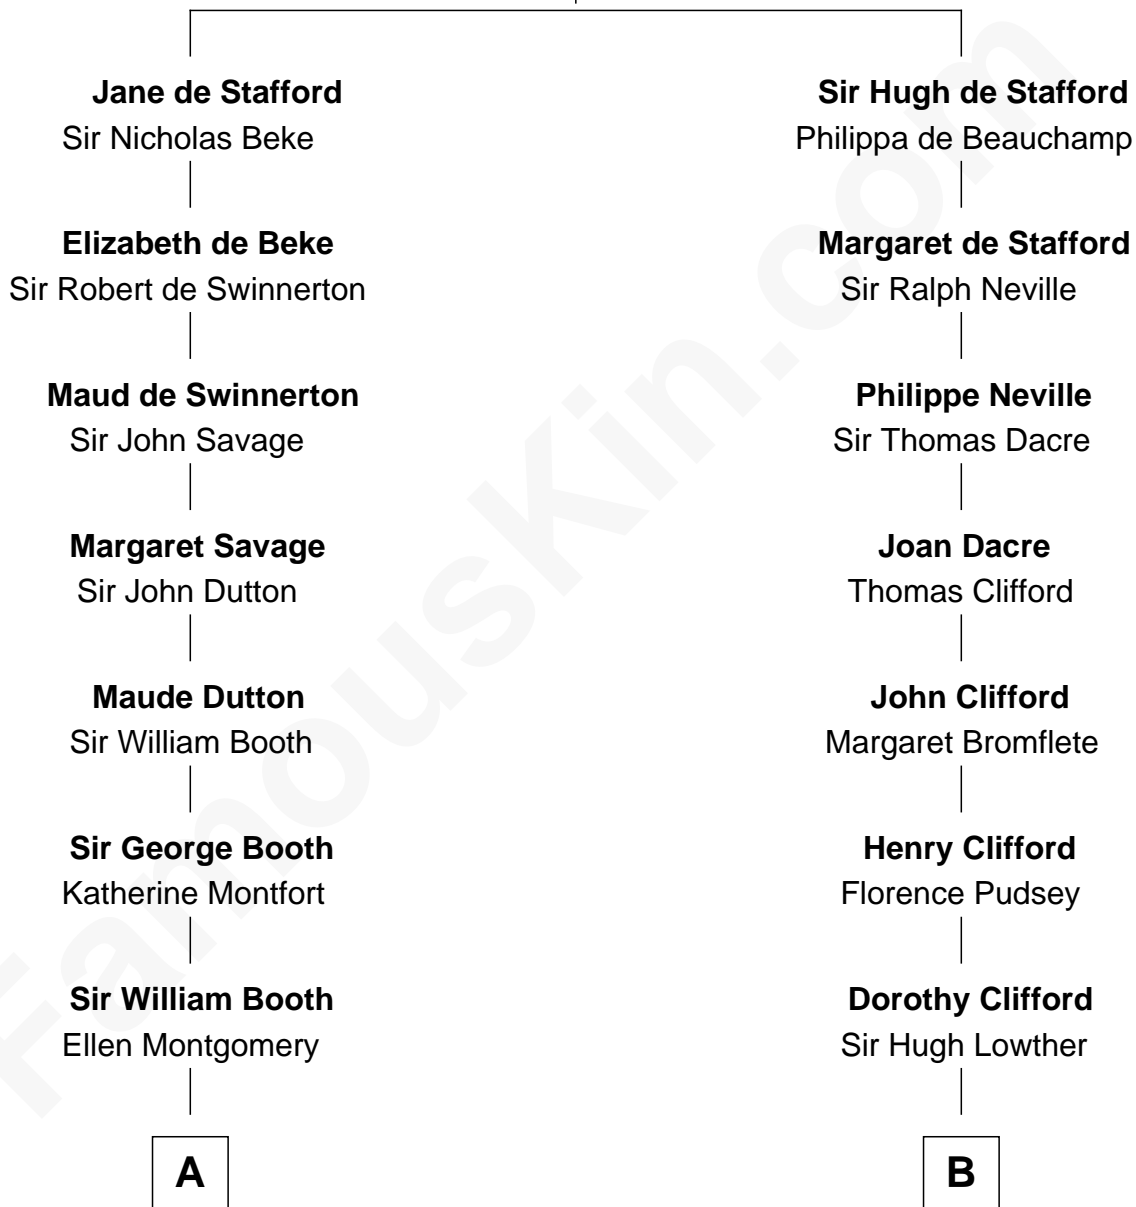 Jane de Stafford
Sir Nicholas Beke
Elizabeth de Beke
Sir Robert de Swinnerton
Maud de Swinnerton
Sir John Savage
Margaret Savage
Sir John Dutton
Maude Dutton
Sir William Booth
Sir George Booth
Katherine Montfort
Sir William Booth
Ellen Montgomery
A
Sir Hugh de Stafford
Philippa de Beauchamp
Margaret de Stafford
Sir Ralph Neville
Philippe Neville
Sir Thomas Dacre
Joan Dacre
Thomas Clifford
John Clifford
Margaret Bromflete
Henry Clifford
Florence Pudsey
Dorothy Clifford
Sir Hugh Lowther
B
FamousKin.com